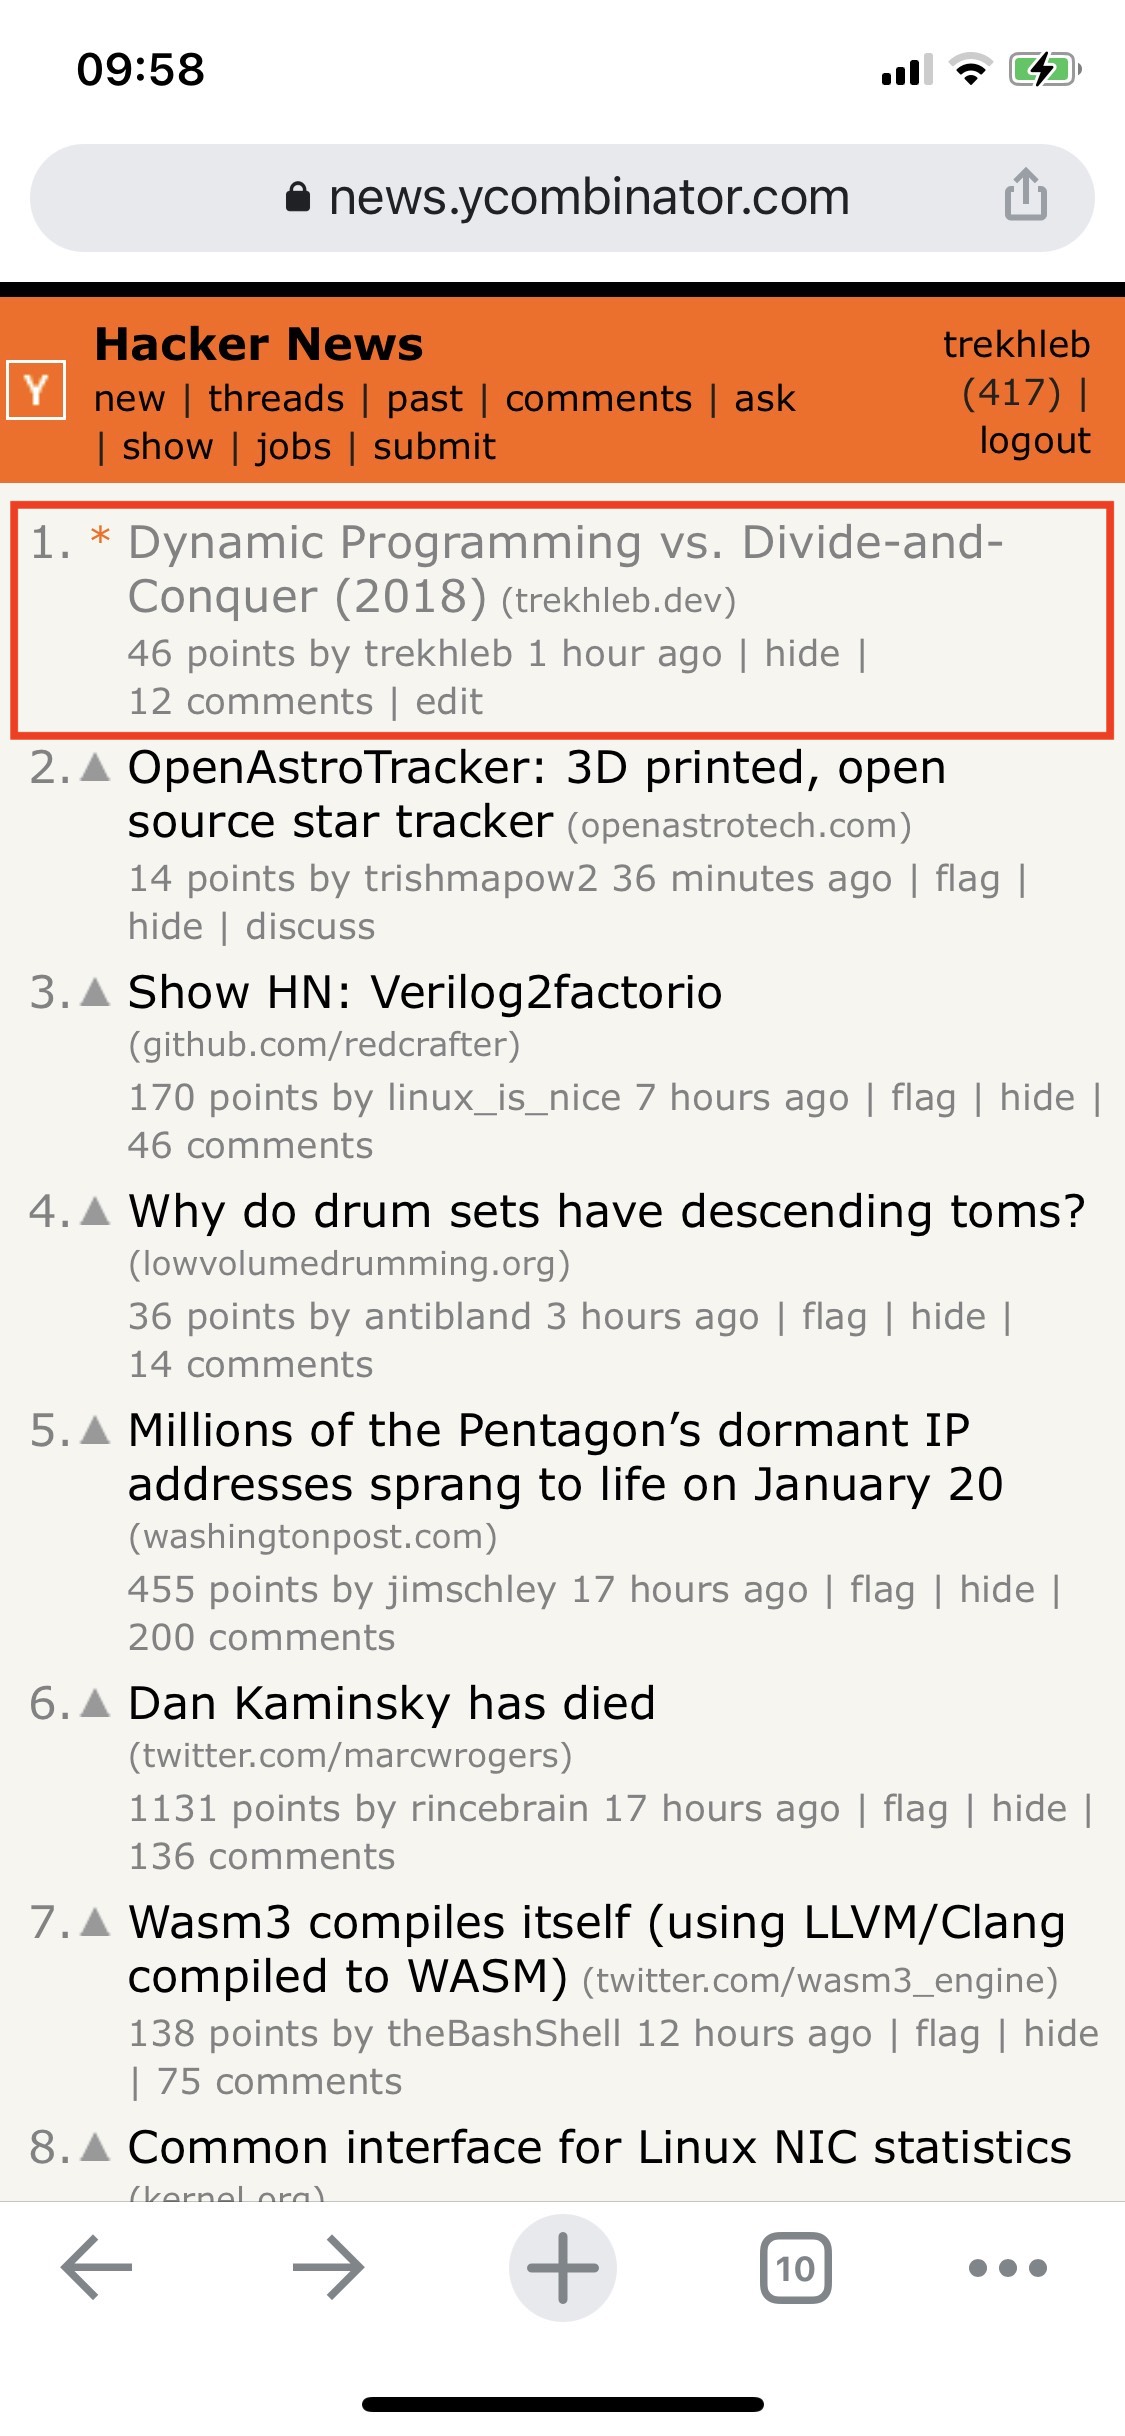 09:58
news.ycombinator.com
Y
Hacker News
new | threads | past | comments | ask
| show | jobs | submit
trekhleb
(417) |
logout
1. * Dynamic Programming vs. Divide-and-
Conquer (2018) (trekhleb.dev)
46 points by trekhleb 1 hour ago | hide |
12 comments | edit
2. OpenAstroTracker: 3D printed, open
source star tracker (openastrotech.com)
14 points by trishmapow2 36 minutes ago | flag |
hide | discuss
3. Show HN: Verilog2factorio
(github.com/redcrafter)
170 points by linux_is_nice 7 hours ago | flag | hide |
46 comments
4. Why do drum sets have descending toms?
(lowvolumedrumming.org)
36 points by antibland 3 hours ago | flag | hide |
14 comments
5. Millions of the Pentagon’s dormant IP
addresses sprang to life on January 20
(washingtonpost.com)
455 points by jimschley 17 hours ago | flag | hide |
200 comments
6. Dan Kaminsky has died
(twitter.com/marcwrogers)
1131 points by rincebrain 17 hours ago | flag | hide |
136 comments
7. Wasm3 compiles itself (using LLVM/Clang
compiled to WASM) (twitter.com/wasm3_engine)
138 points by theBashShell 12 hours ago | flag | hide
| 75 comments
8. Common interface for Linux NIC statistics
(kernel.org)
10